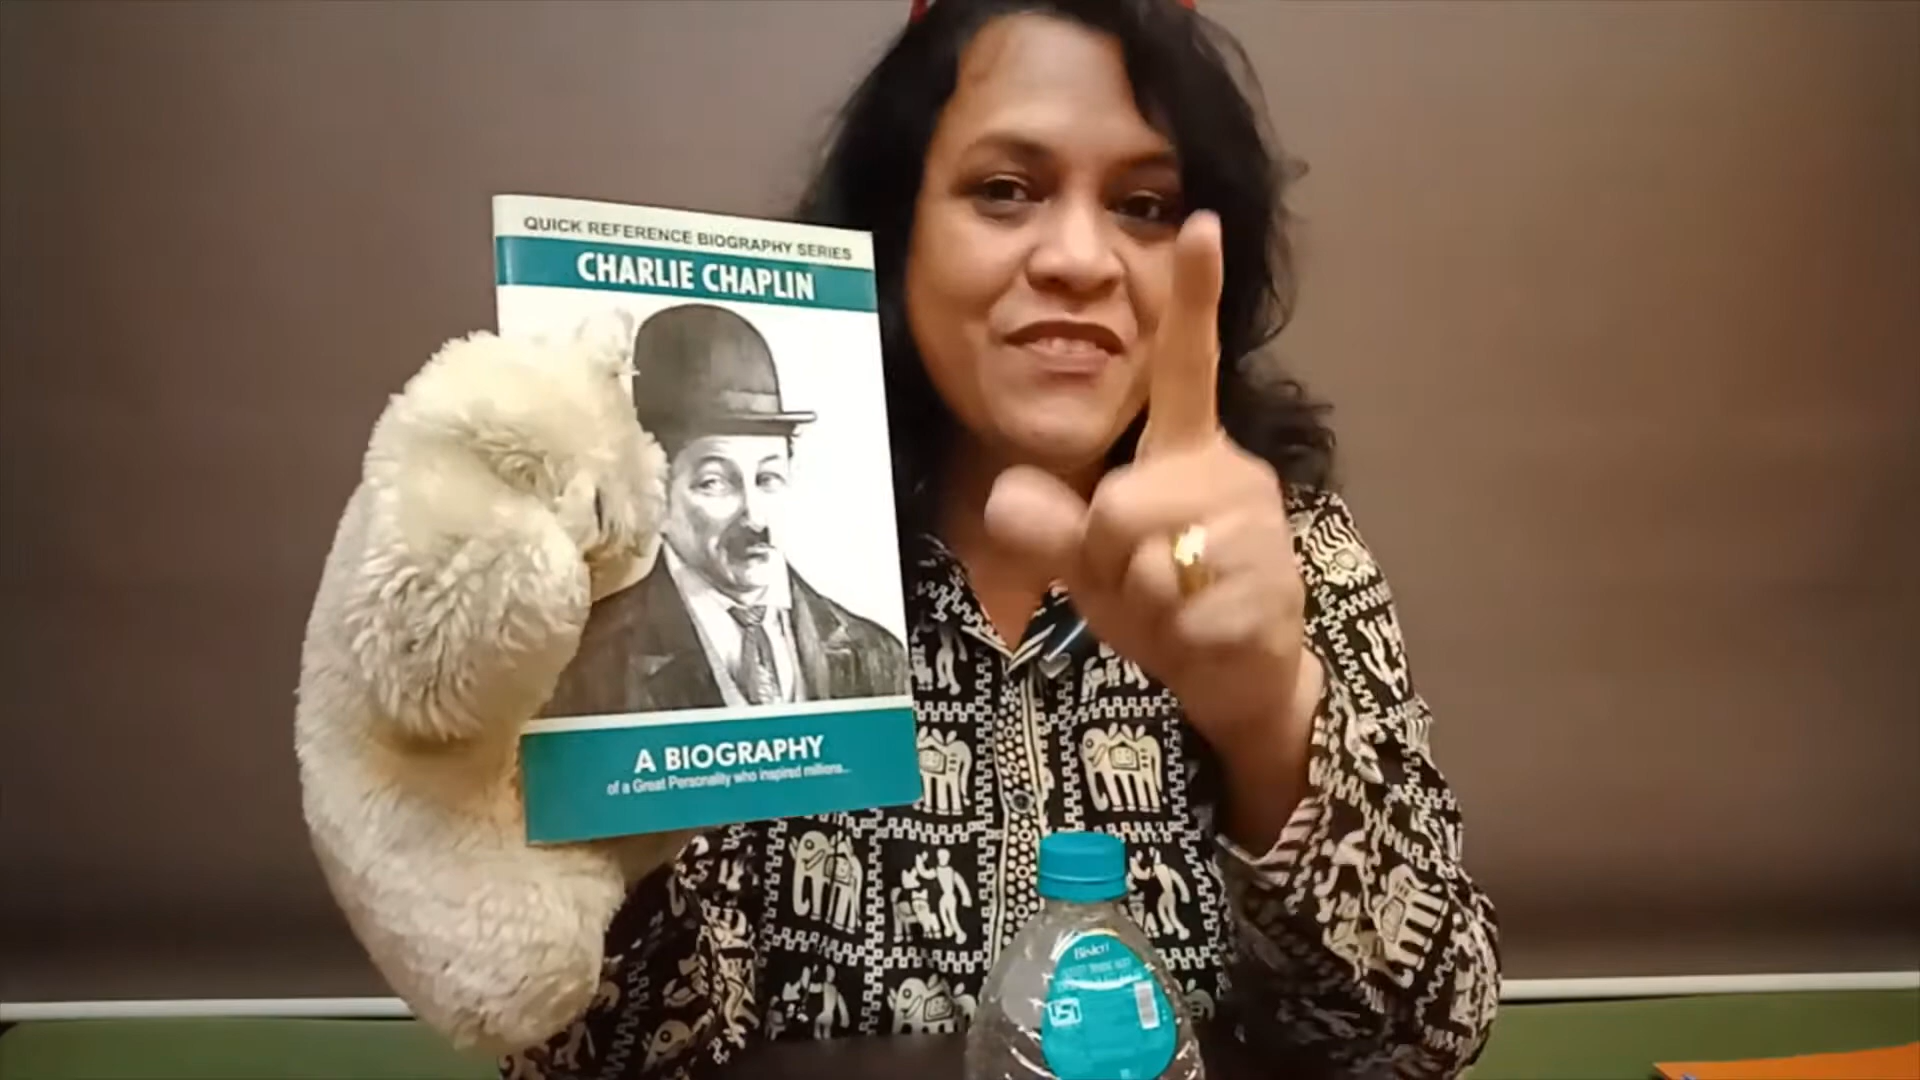 QUICK REFERENCE BIOGRAPHY SERIES
CHARLIE CHAPLIN
A BIOGRAPHY
of a Great Personality who inspired millions...
Bisleri